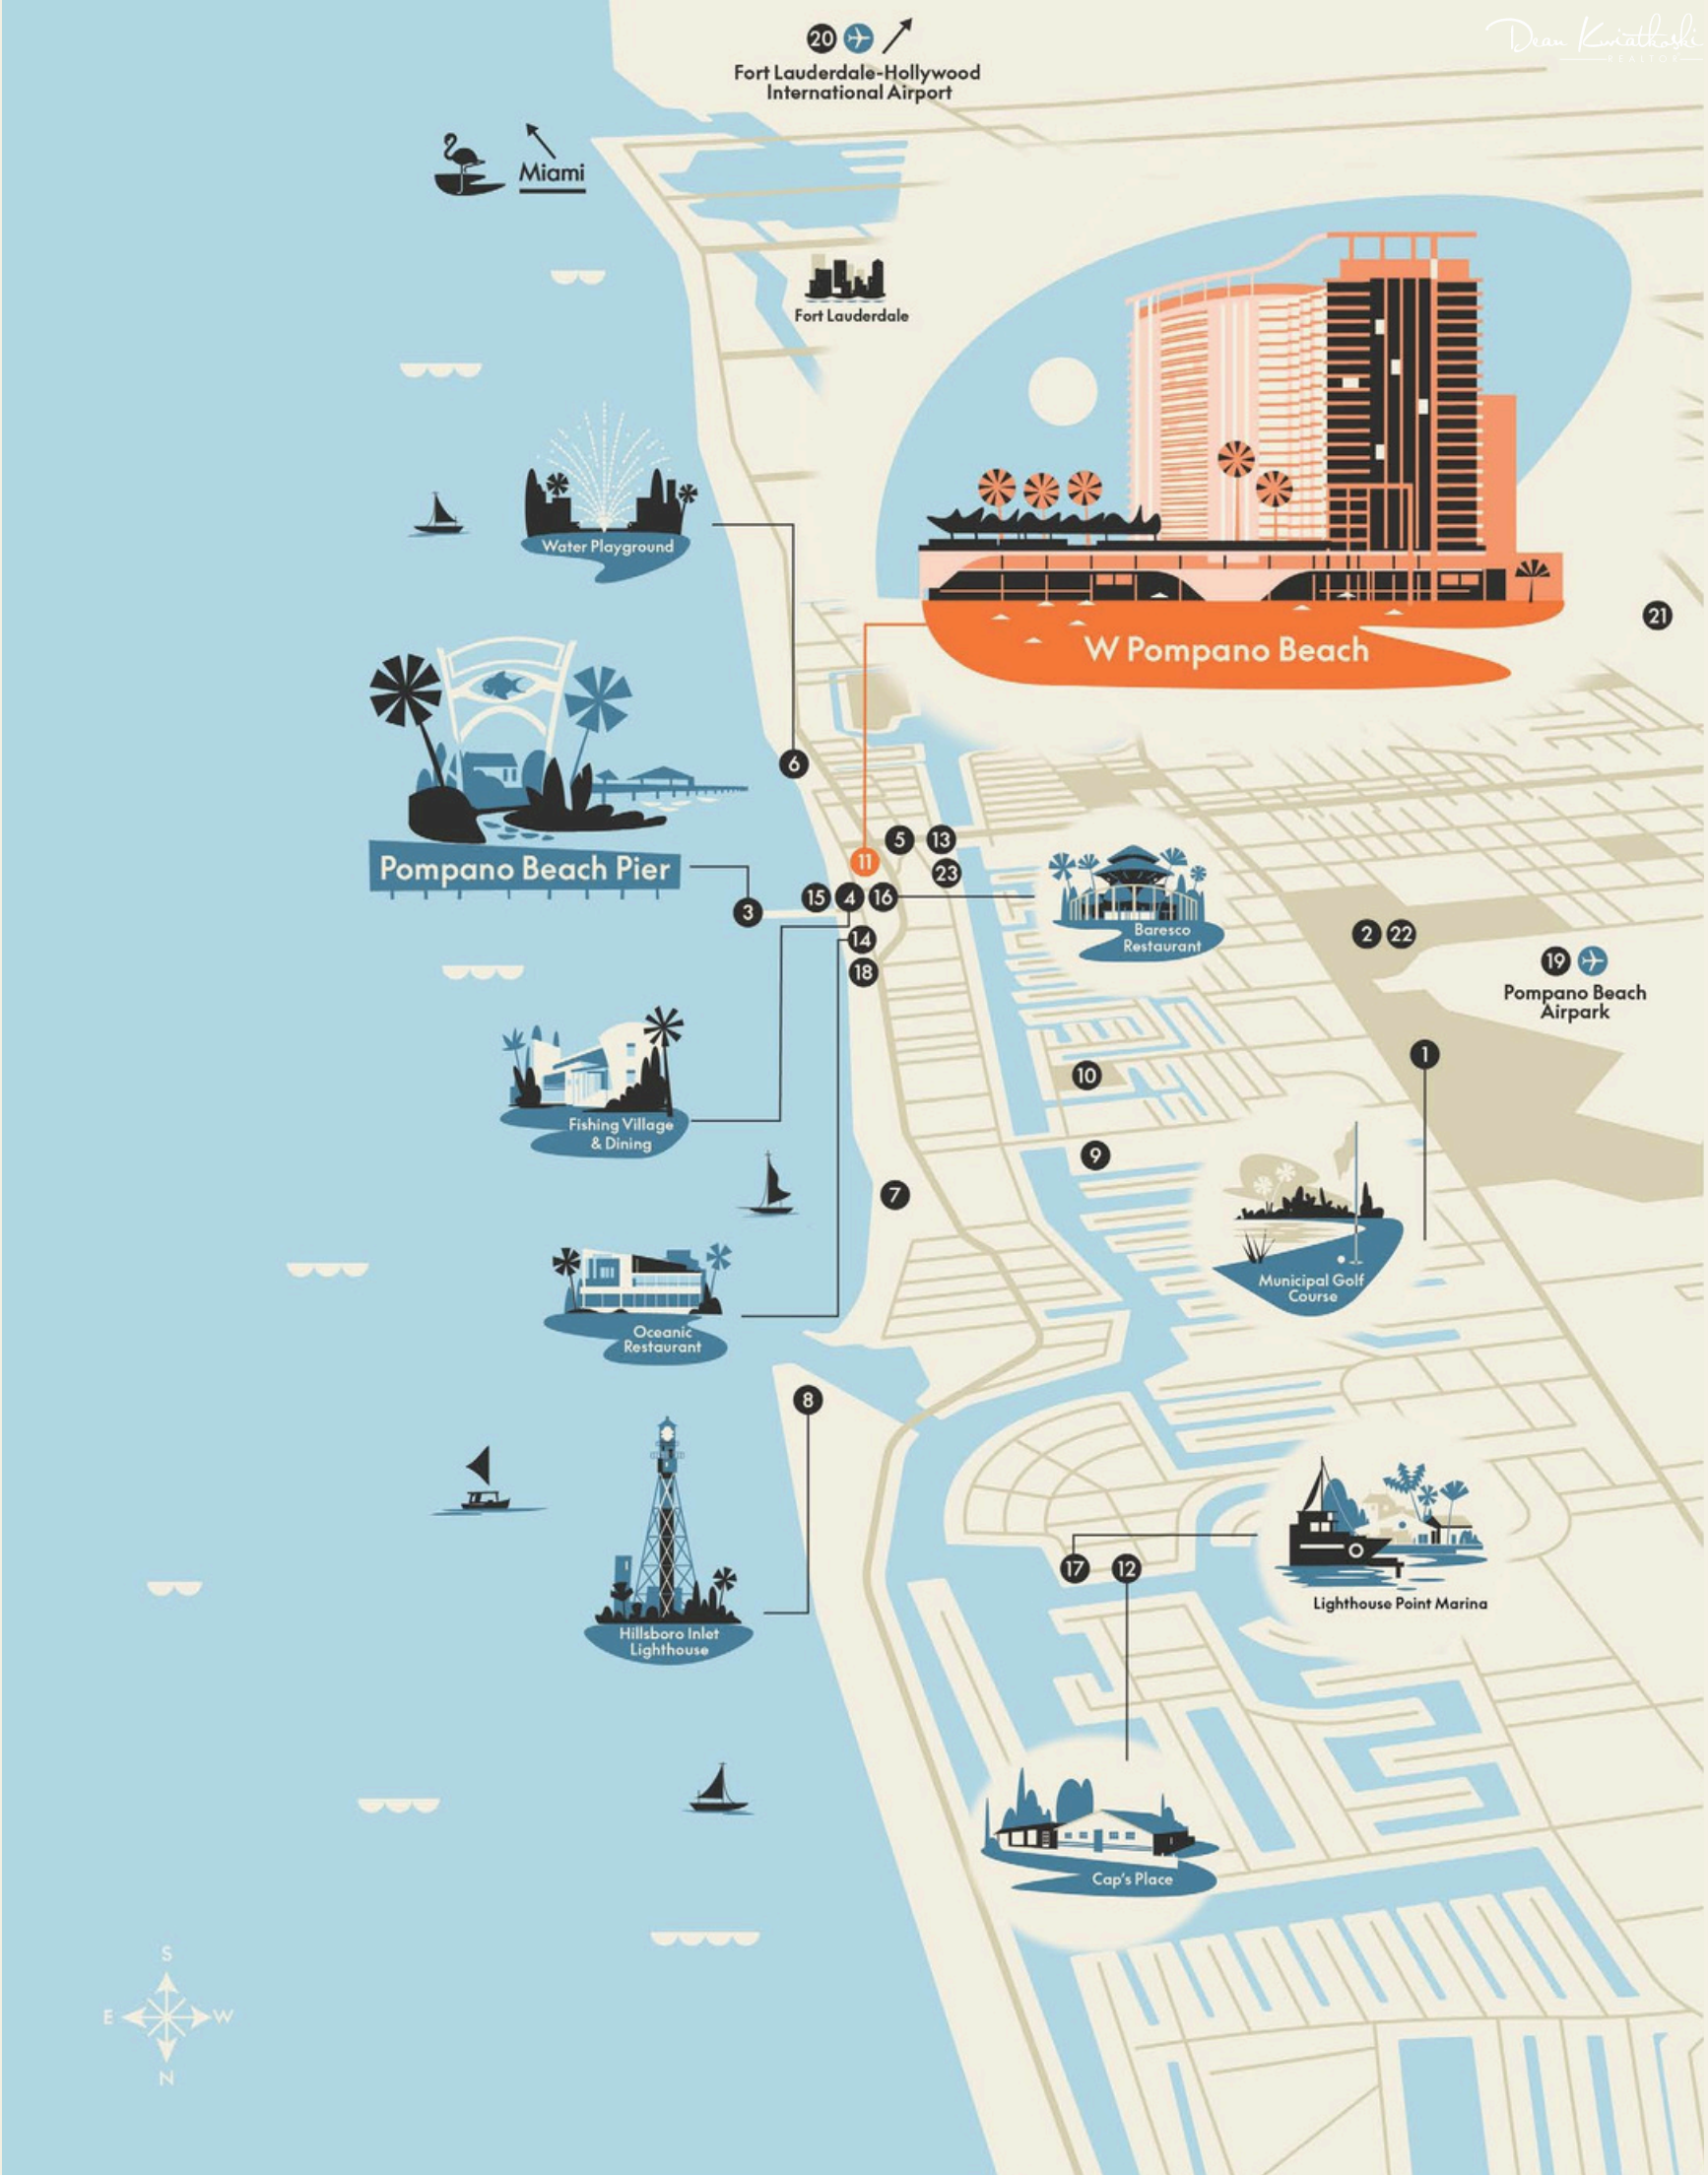 Dean Kwiatkoski
REALTOR
20
Fort Lauderdale-Hollywood
International Airport
Miami
Fort Lauderdale
Water Playground
W Pompano Beach
21
6
5
13
11
23
Pompano Beach Pier
3
15
4
16
Baresco
Restaurant
14
18
2
22
19
Pompano Beach
Airpark
1
Fishing Village
& Dining
10
9
7
Municipal Golf
Course
Oceanic
Restaurant
8
Hillsboro Inlet
Lighthouse
17
12
Lighthouse Point Marina
Cap's Place
S
E
W
N